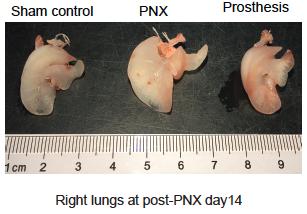 Sham control PNX Prosthesis
1cm 2 3 4 5 6 7 8 9
Right lungs at post-PNX day14